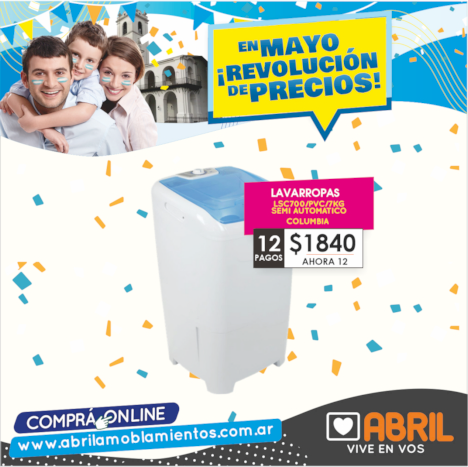 EN MAYO
¡REVOLUCIÓN
DE PRECIOS!
LAVARROPAS
LSC700/PVC/7KG
SEMI AUTOMATICO
COLUMBIA
12 PAGOS
$1840
AHORA 12
COMPRÁ ONLINE
www.abrilamoblamientos.com.ar
ABRIL
VIVE EN VOS